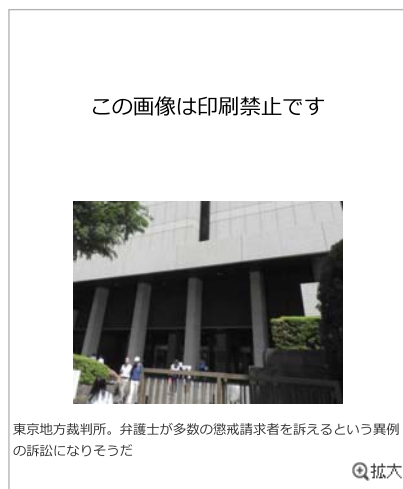 この画像は印刷禁止です
東京地方裁判所。弁護士が多数の懲戒請求者を訴えるという異例
の訴訟になりそうだ
拡大